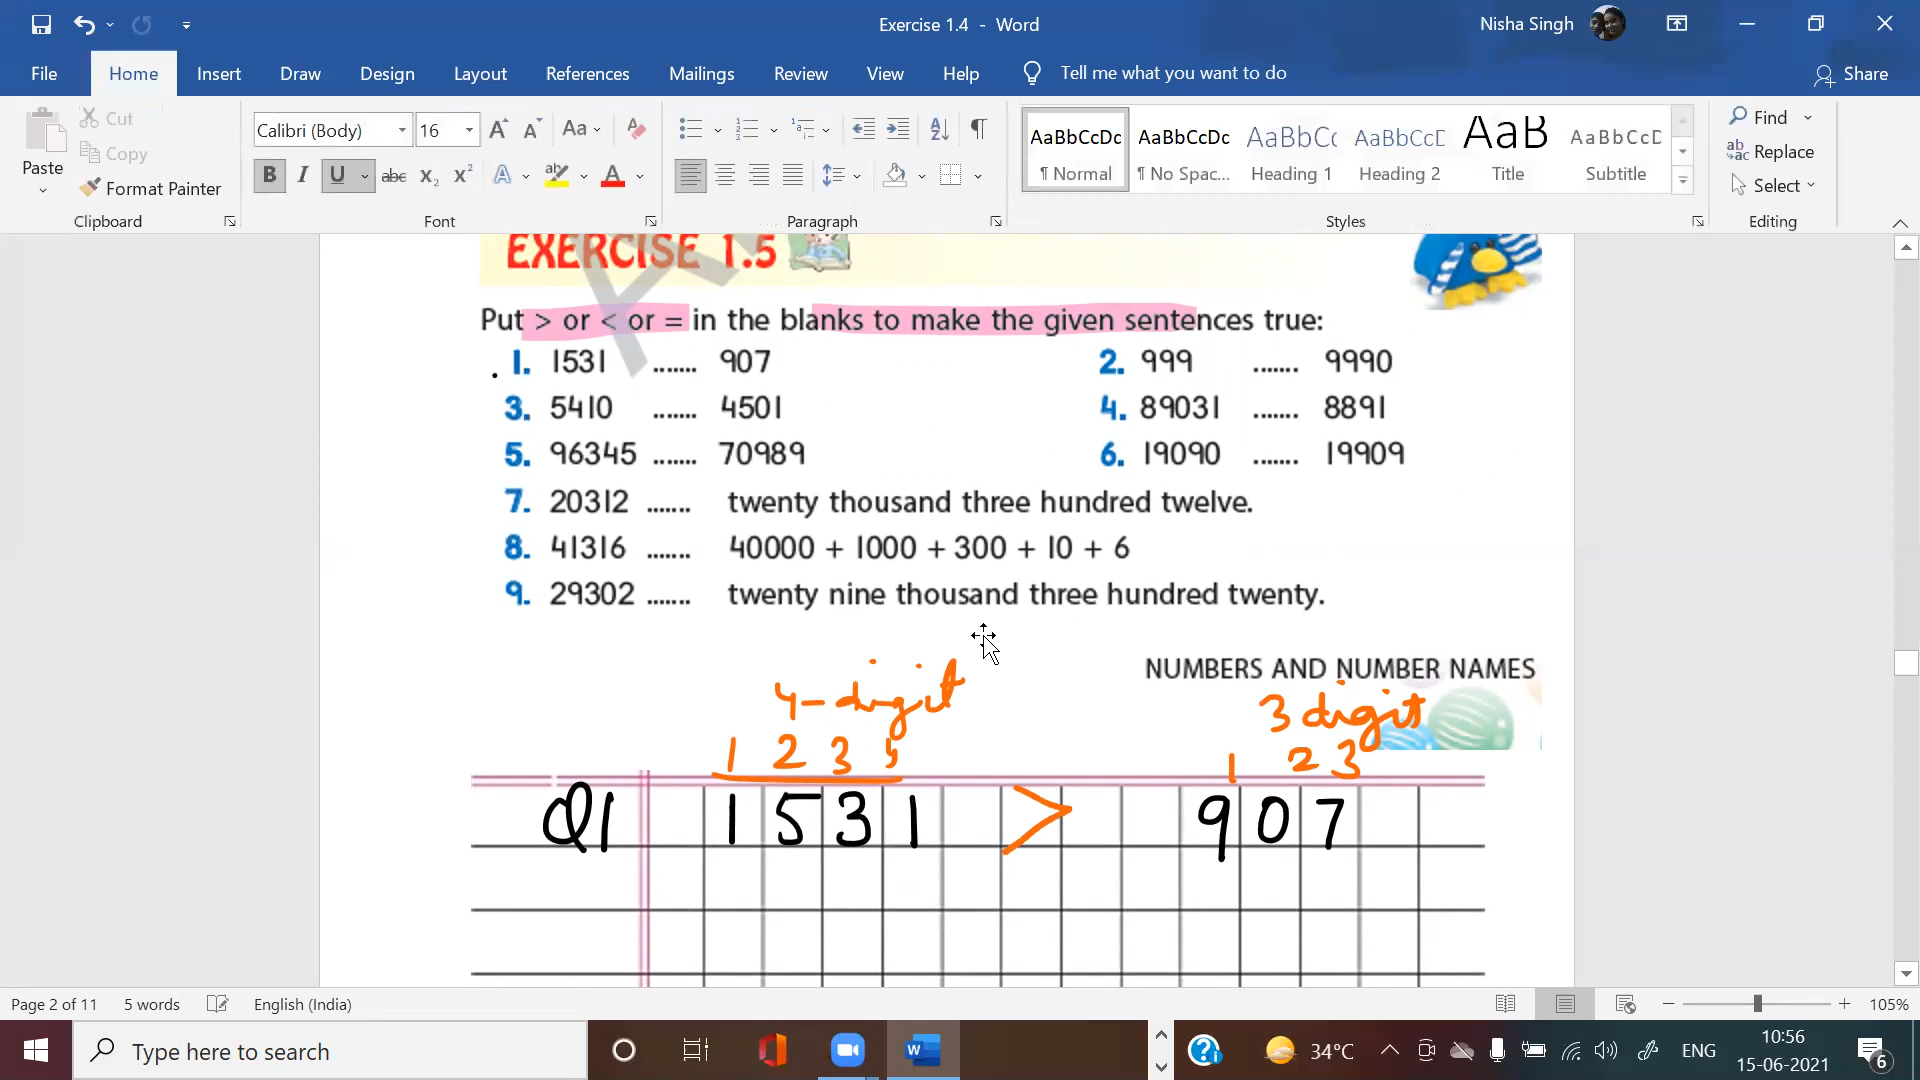 Exercise 1.4 - Word
Nisha Singh
File Home Insert Draw Design Layout References Mailings Review View Help Tell me what you want to do Share
Paste
Cut
Copy
Format Painter
Clipboard
Calibri (Body) 16
Font
Paragraph
AaBbCcDc AaBbCcDc AaBbCc AaBbCcD AaB AaBbCcD
¶ Normal ¶ No Spac... Heading 1 Heading 2 Title Subtitle
Styles
Find
Replace
Select
Editing
EXERCISE 1.5
Put > or < or = in the blanks to make the given sentences true:
1. 1531 ....... 907 2. 999 ....... 9990
3. 5410 ....... 4501 4. 89031 ....... 8891
5. 96345 ....... 70989 6. 19090 ....... 19909
7. 20312 ....... twenty thousand three hundred twelve.
8. 41316 ....... 40000 + 1000 + 300 + 10 + 6
9. 29302 ....... twenty nine thousand three hundred twenty.
NUMBERS AND NUMBER NAMES
4-digit 3 digit
1 2 3 4 1 2 3
Q1 1531 > 907
Page 2 of 11 5 words English (India) 105%
Type here to search
34°C ENG
10:56
15-06-2021
6